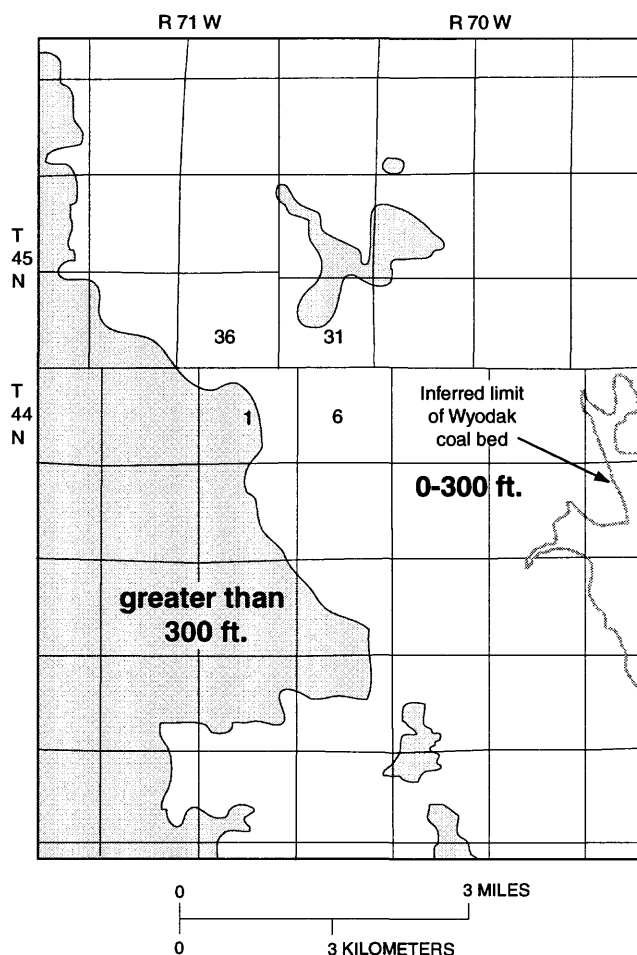 R 71 W
R 70 W
T
45
N
36
31
T
44
N
1
6
Inferred limit
of Wyodak
coal bed
0-300 ft.
greater than
300 ft.
0
3 MILES
0
3 KILOMETERS